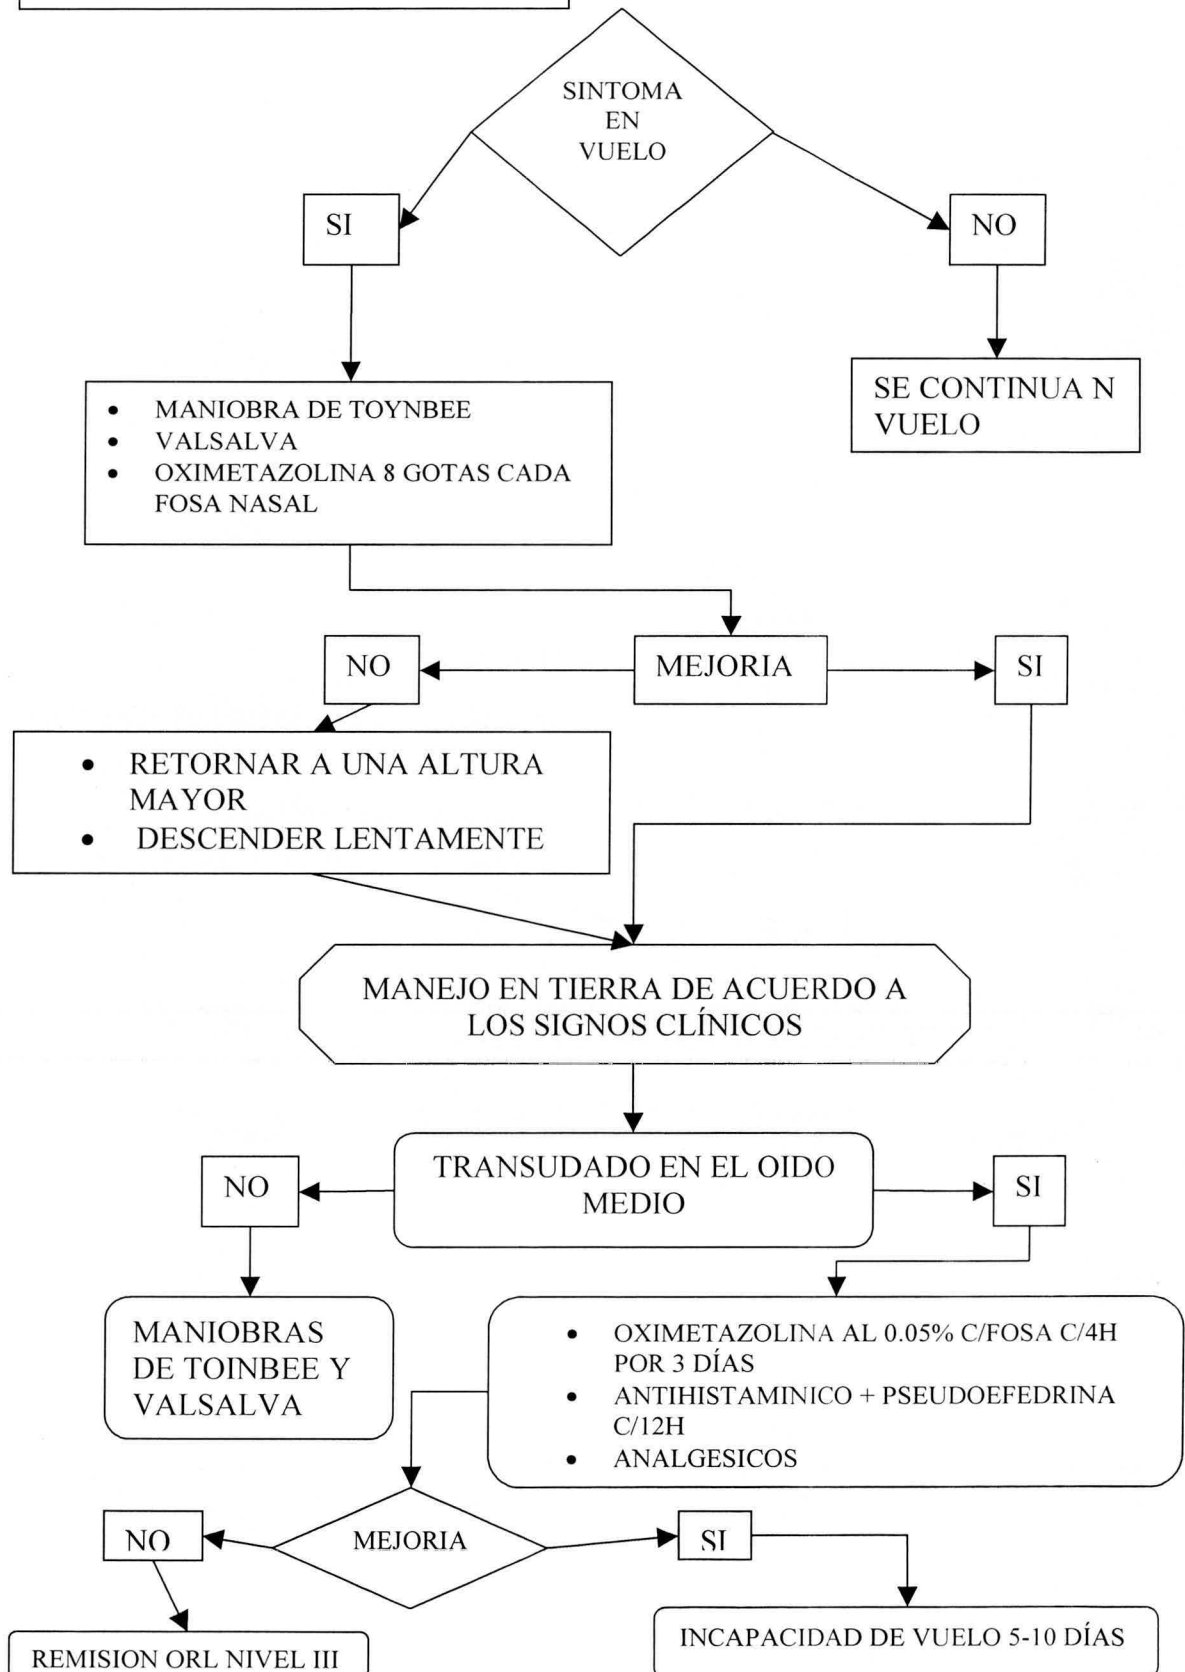 SINTOMA
EN
VUELO
SI
NO
• MANIOBRA DE TOYNBEE
• VALSALVA
• OXIMETAZOLINA 8 GOTAS CADA
FOSA NASAL
SE CONTINUA N
VUELO
NO
MEJORIA
SI
• RETORNAR A UNA ALTURA
MAYOR
• DESCENDER LENTAMENTE
MANEJO EN TIERRA DE ACUERDO A
LOS SIGNOS CLÍNICOS
NO
TRANSUDADO EN EL OIDO
MEDIO
SI
MANIOBRAS
DE TOINBEE Y
VALSALVA
• OXIMETAZOLINA AL 0.05% C/FOSA C/4H
POR 3 DÍAS
• ANTIHISTAMINICO + PSEUDOEFEDRINA
C/12H
• ANALGESICOS
NO
MEJORIA
SI
REMISION ORL NIVEL III
INCAPACIDAD DE VUELO 5-10 DÍAS